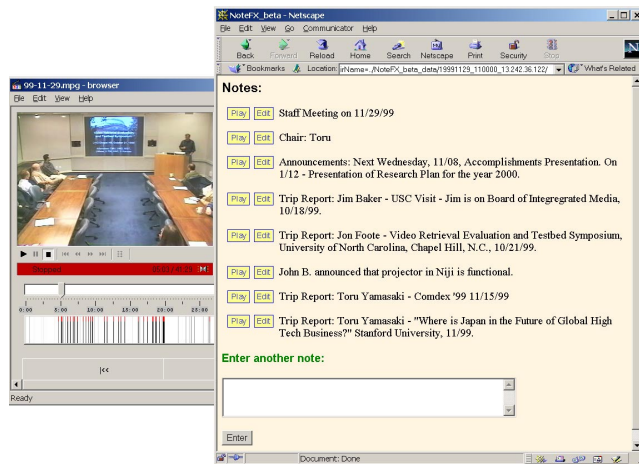 NoteFX_beta - Netscape
File Edit View Go Communicator Help
Back Forward Reload Home Search Netscape Print Security Stop
Bookmarks Location: rName=./NoteFX_beta_data/19991129_110000_13.242.36.122/ What's Related
99-11-29.mpg - browser
File Edit View Help
Stopped
0:00 5:00 10:00 15:00 20:00 25:00
|<<
Ready
Notes:
Play Edit Staff Meeting on 11/29/99
Play Edit Chair: Toru
Play Edit Announcements: Next Wednesday, 11/08, Accomplishments Presentation. On
1/12 - Presentation of Research Plan for the year 2000.
Play Edit Trip Report: Jim Baker - USC Visit - Jim is on Board of Integregrated Media,
10/18/99.
Play Edit Trip Report: Jon Foote - Video Retrieval Evaluation and Testbed Symposium,
University of North Carolina, Chapel Hill, N.C., 10/21/99.
Play Edit John B. announced that projector in Niji is functional.
Play Edit Trip Report: Toru Yamasaki - Comdex '99 11/15/99
Play Edit Trip Report: Toru Yamasaki - "Where is Japan in the Future of Global High
Tech Business?" Stanford University, 11/99.
Enter another note:
Enter
Document: Done